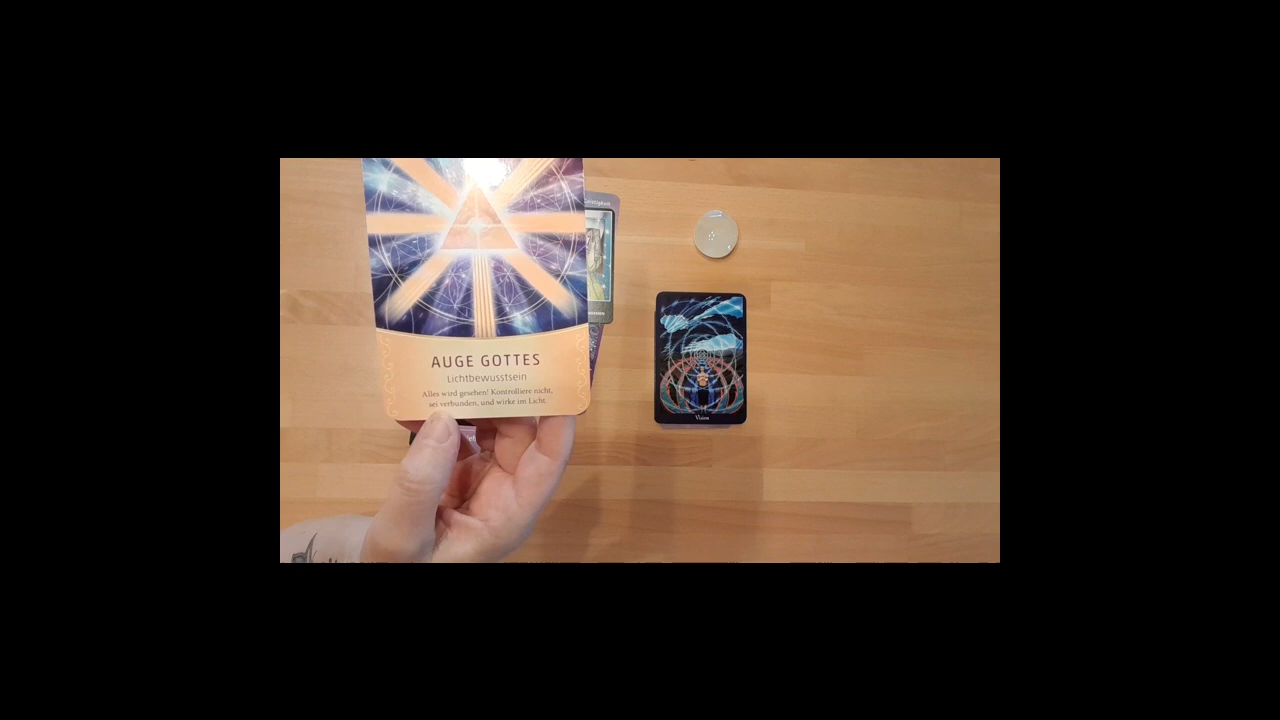 AUGE GOTTES
Lichtbewusstsein
Alles wird gesehen! Kontrolliere nicht,
sei verbunden, und wirke im Licht.
Vision